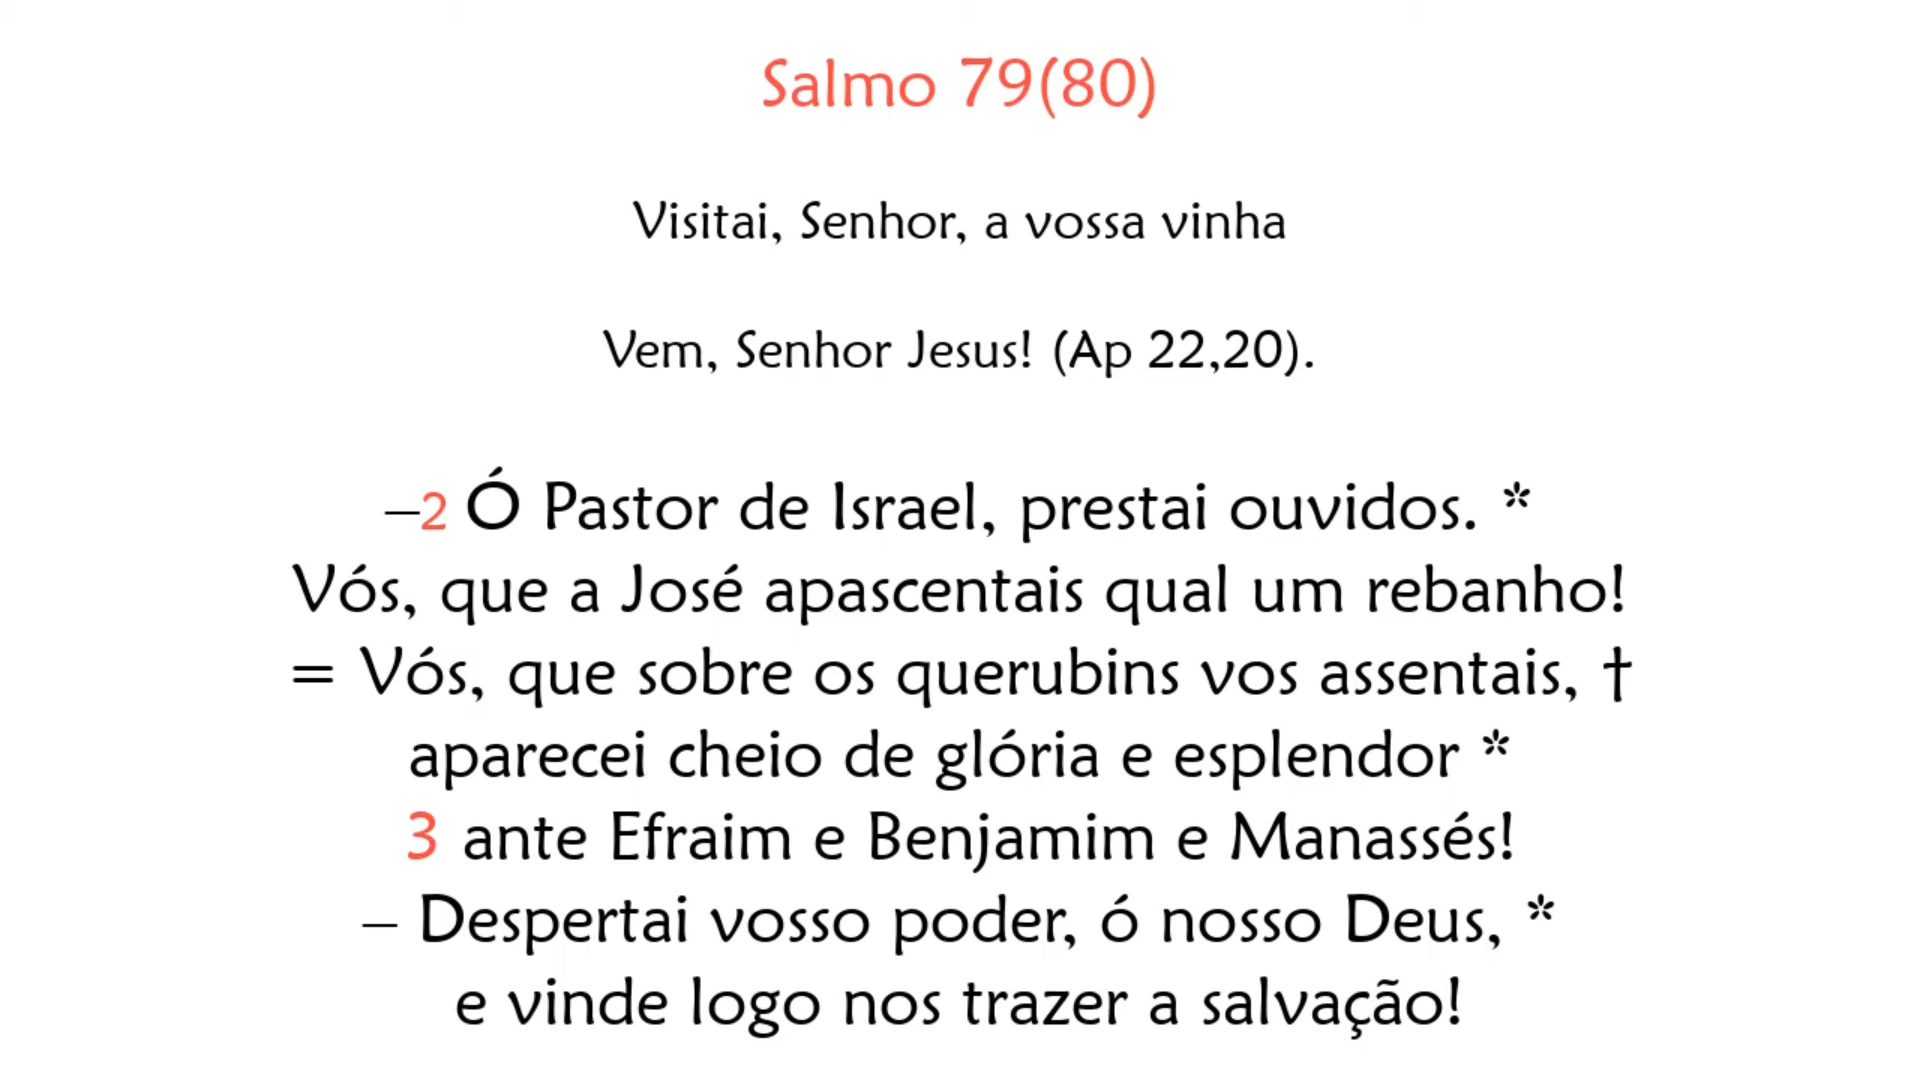 Salmo 79(80)
Visitai, Senhor, a vossa vinha
Vem, Senhor Jesus! (Ap 22,20).
–2 Ó Pastor de Israel, prestai ouvidos. *
Vós, que a José apascentais qual um rebanho!
= Vós, que sobre os querubins vos assentais, †
aparecei cheio de glória e esplendor *
3 ante Efraim e Benjamim e Manassés!
– Despertai vosso poder, ó nosso Deus, *
e vinde logo nos trazer a salvação!